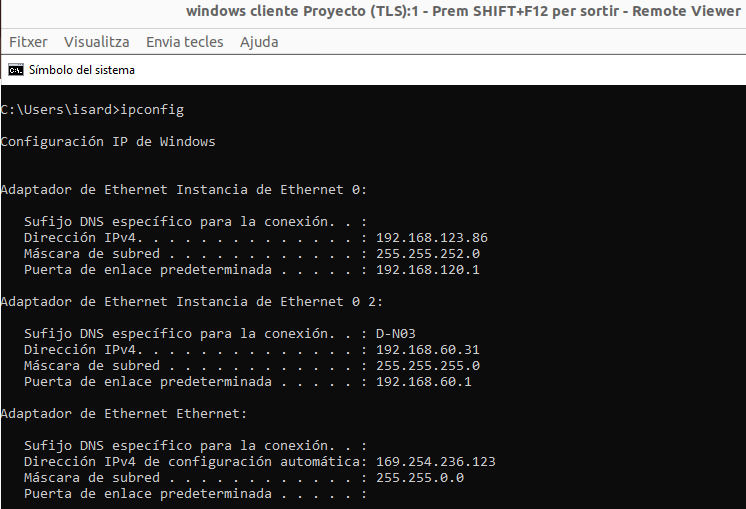 windows cliente Proyecto (TLS):1 - Prem SHIFT+F12 per sortir - Remote Viewer
Fitxer Visualitza Envia tecles Ajuda
Símbolo del sistema
C:\Users\isard>ipconfig
Configuración IP de Windows
Adaptador de Ethernet Instancia de Ethernet 0:
Sufijo DNS específico para la conexión. . :
Dirección IPv4. . . . . . . . . . . . . . : 192.168.123.86
Máscara de subred . . . . . . . . . . . . : 255.255.252.0
Puerta de enlace predeterminada . . . . . : 192.168.120.1
Adaptador de Ethernet Instancia de Ethernet 0 2:
Sufijo DNS específico para la conexión. . : D-N03
Dirección IPv4. . . . . . . . . . . . . . : 192.168.60.31
Máscara de subred . . . . . . . . . . . . : 255.255.255.0
Puerta de enlace predeterminada . . . . . : 192.168.60.1
Adaptador de Ethernet Ethernet:
Sufijo DNS específico para la conexión. . :
Dirección IPv4 de configuración automática: 169.254.236.123
Máscara de subred . . . . . . . . . . . . : 255.255.0.0
Puerta de enlace predeterminada . . . . . :